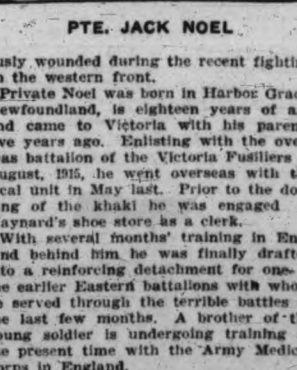 PTE. JACK NOEL
usly wounded during the recent fighti
n the western front.
Private Noel was born in Harbor Grac
ewfoundland, is eighteen years of a
nd came to Victoria with his paren
ve years ago. Enlisting with the ove
as battalion of the Victoria Fusiliers
ugust, 1915, he went overseas with t
cal unit in May last. Prior to the do
ing of the khaki he was engaged
aynard's shoe store as a clerk.
With several months' training in En
nd behind him he was finally drafte
to a reinforcing detachment for one
e earlier Eastern battalions with who
e served through the terrible battles
e last few months. A brother of t
oung soldier is undergoing training
e present time with the Army Medic
orps in England.